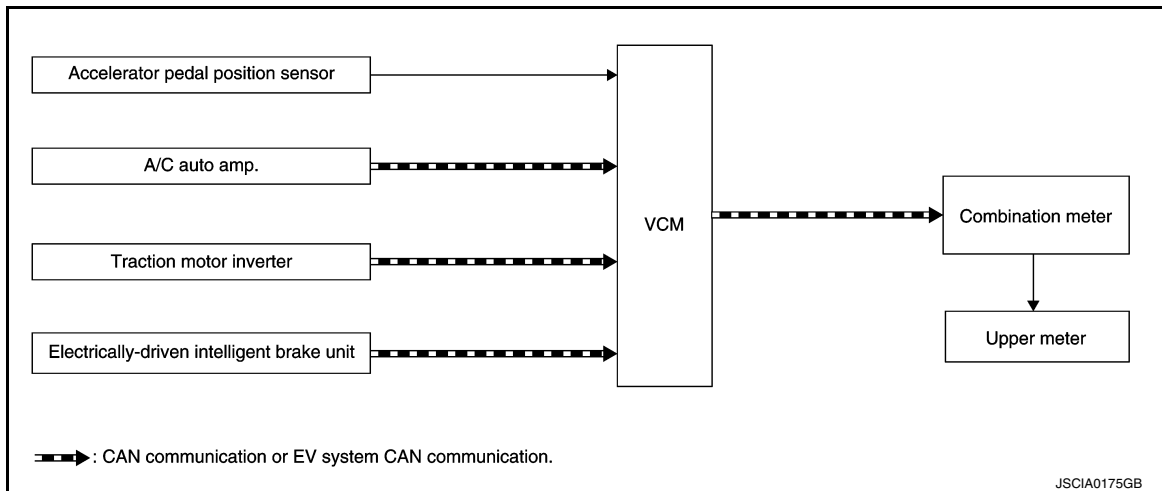 Accelerator pedal position sensor
A/C auto amp.
Traction motor inverter
Electrically-driven intelligent brake unit
VCM
Combination meter
Upper meter
: CAN communication or EV system CAN communication.
JSCIA0175GB